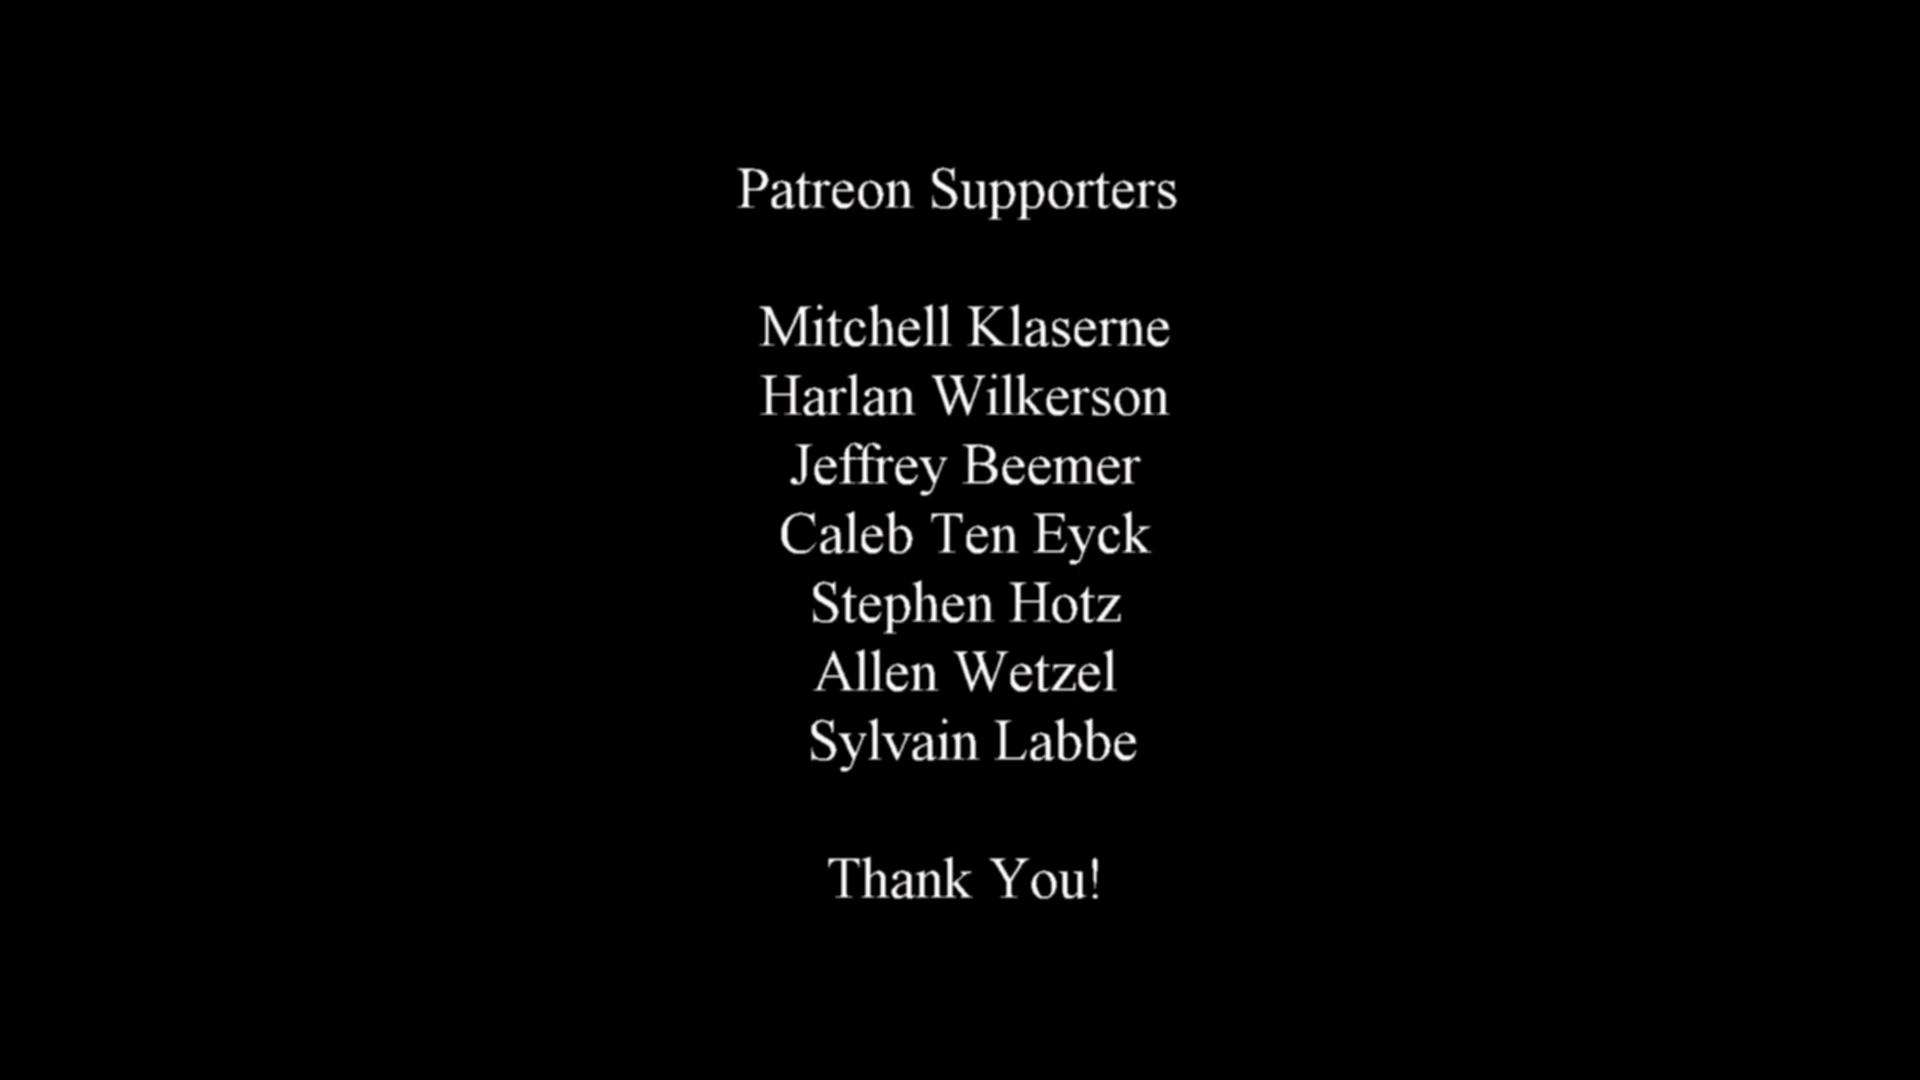 Patreon Supporters
Mitchell Klaserne
Harlan Wilkerson
Jeffrey Beemer
Caleb Ten Eyck
Stephen Hotz
Allen Wetzel
Sylvain Labbe
Thank You!